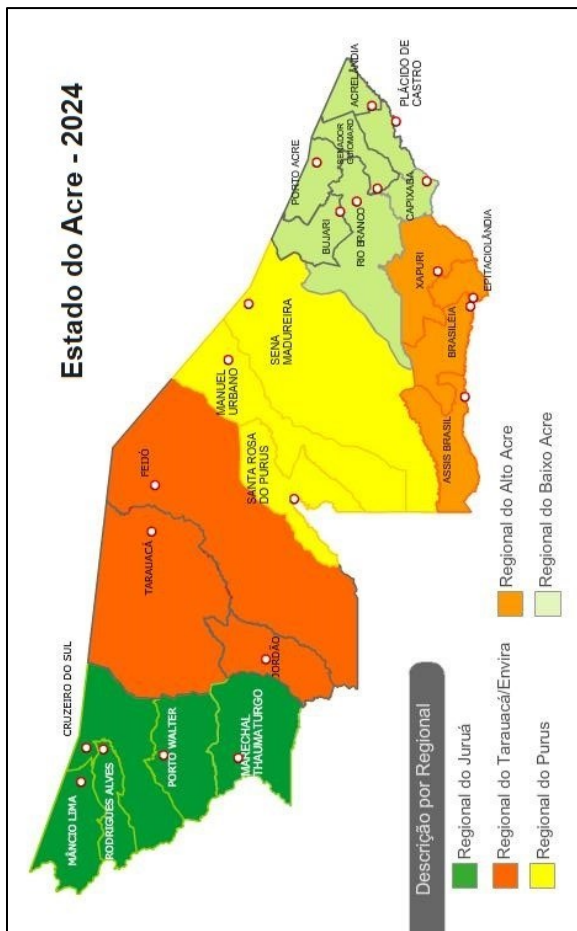 Estado do Acre - 2024
CRUZEIRO DO SUL
MÂNCIO LIMA
RODRIGUES ALVES
PORTO WALTER
MARECHAL
THAUMATURGO
TARAUACÁ
FEIJÓ
JORDÃO
MANUEL
URBANO
SANTA ROSA
DO PURUS
SENA
MADUREIRA
PORTO ACRE
ACRELÂNDIA
SENADOR
GUIOMARD
BUJARI
RIO BRANCO
PLÁCIDO DE
CASTRO
CAPIXABA
XAPURI
EPITACIOLÂNDIA
BRASILÉIA
ASSIS BRASIL
Descrição por Regional
Regional do Juruá
Regional do Tarauacá/Envira
Regional do Purus
Regional do Alto Acre
Regional do Baixo Acre